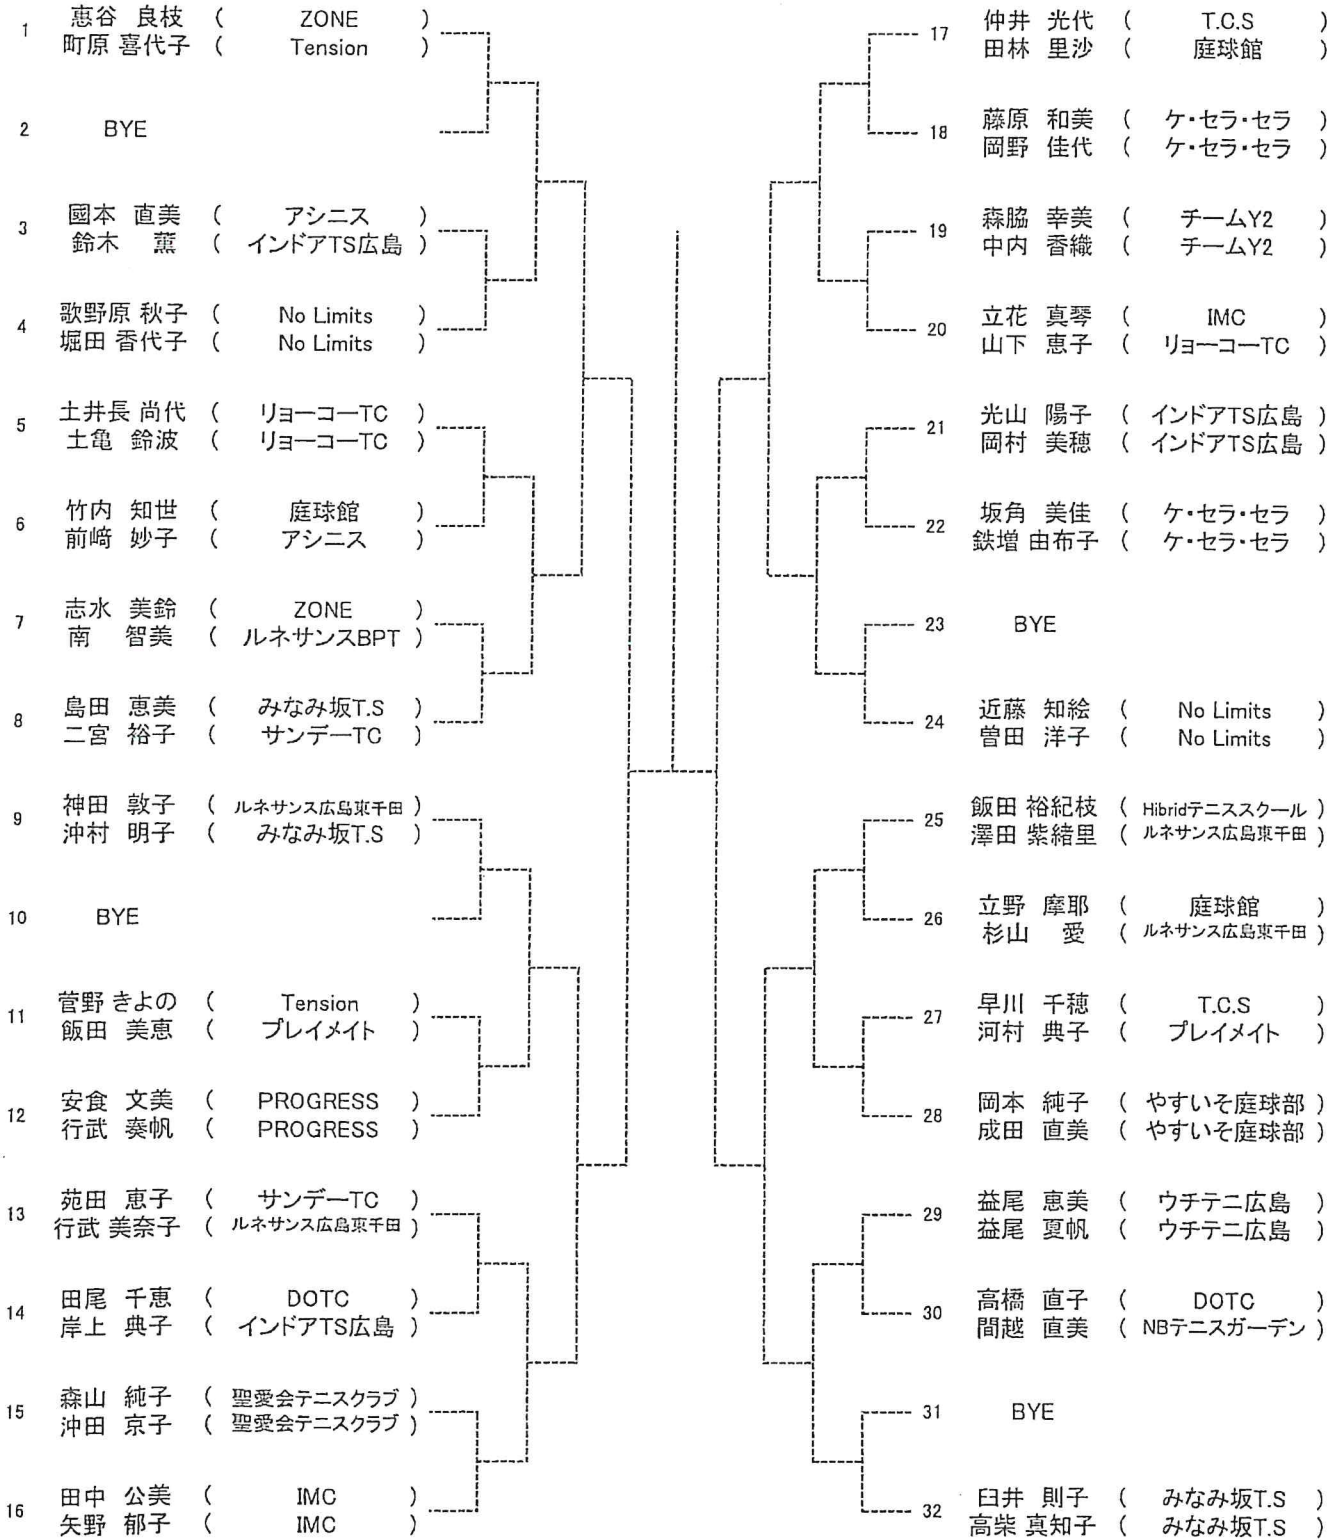 1 恵谷 良枝 ( ZONE )
町原 喜代子 ( Tension )
2 BYE
3 國本 直美 ( アシニス )
鈴木 薫 ( インドアTS広島 )
4 歌野原 秋子 ( No Limits )
堀田 香代子 ( No Limits )
5 土井長 尚代 ( リョーコーTC )
土亀 鈴波 ( リョーコーTC )
6 竹内 知世 ( 庭球館 )
前﨑 妙子 ( アシニス )
7 志水 美鈴 ( ZONE )
南 智美 ( ルネサンスBPT )
8 島田 恵美 ( みなみ坂T.S )
二宮 裕子 ( サンデーTC )
9 神田 敦子 ( ルネサンス広島東千田 )
沖村 明子 ( みなみ坂T.S )
10 BYE
11 菅野 きよの ( Tension )
飯田 美恵 ( プレイメイト )
12 安食 文美 ( PROGRESS )
行武 奏帆 ( PROGRESS )
13 苑田 恵子 ( サンデーTC )
行武 美奈子 ( ルネサンス広島東千田 )
14 田尾 千恵 ( DOTC )
岸上 典子 ( インドアTS広島 )
15 森山 純子 ( 聖愛会テニスクラブ )
沖田 京子 ( 聖愛会テニスクラブ )
16 田中 公美 ( IMC )
矢野 郁子 ( IMC )
17 仲井 光代 ( T.C.S )
田林 里沙 ( 庭球館 )
18 藤原 和美 ( ケ・セラ・セラ )
岡野 佳代 ( ケ・セラ・セラ )
19 森脇 幸美 ( チームY2 )
中内 香織 ( チームY2 )
20 立花 真琴 ( IMC )
山下 恵子 ( リョーコーTC )
21 光山 陽子 ( インドアTS広島 )
岡村 美穂 ( インドアTS広島 )
22 坂角 美佳 ( ケ・セラ・セラ )
鉄増 由布子 ( ケ・セラ・セラ )
23 BYE
24 近藤 知絵 ( No Limits )
曽田 洋子 ( No Limits )
25 飯田 裕紀枝 ( Hibridテニススクール )
澤田 紫緒里 ( ルネサンス広島東千田 )
26 立野 摩耶 ( 庭球館 )
杉山 愛 ( ルネサンス広島東千田 )
27 早川 千穂 ( T.C.S )
河村 典子 ( プレイメイト )
28 岡本 純子 ( やすいそ庭球部 )
成田 直美 ( やすいそ庭球部 )
29 益尾 恵美 ( ウチテニ広島 )
益尾 夏帆 ( ウチテニ広島 )
30 高橋 直子 ( DOTC )
間越 直美 ( NBテニスガーデン )
31 BYE
32 臼井 則子 ( みなみ坂T.S )
高柴 真知子 ( みなみ坂T.S )